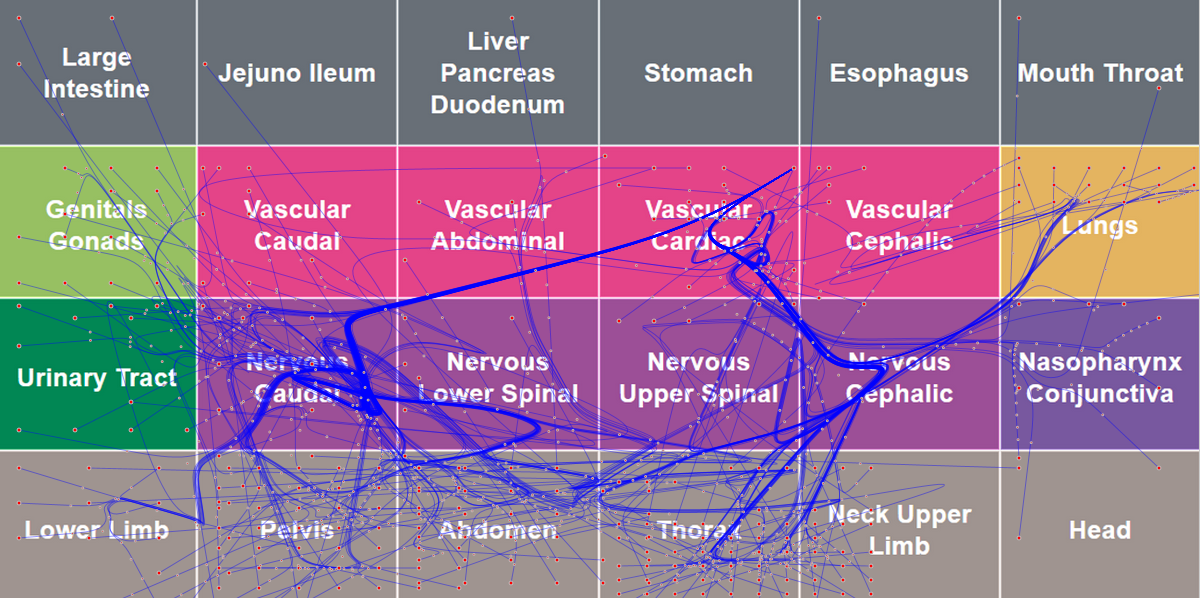 Large
Intestine
Jejuno Ileum
Liver
Pancreas
Duodenum
Stomach
Esophagus
Mouth Throat
Genitals
Gonads
Vascular
Caudal
Vascular
Abdominal
Vascular
Cardiac
Vascular
Cephalic
Lungs
Urinary Tract
Nervous
Caudal
Nervous
Lower Spinal
Nervous
Upper Spinal
Nervous
Cephalic
Nasopharynx
Conjunctiva
Lower Limb
Pelvis
Abdomen
Thorax
Neck Upper
Limb
Head